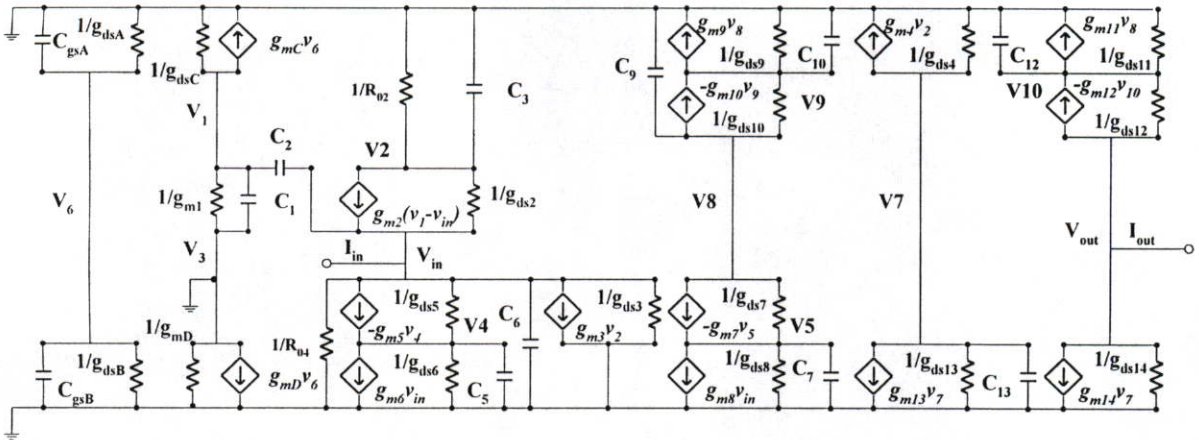 C_gsA
1/g_dsA
1/g_dsC
g_mC v_6
1/R_02
C_3
C_9
g_m9 v_8
1/g_ds9
C_10
-g_m10 v_9
1/g_ds10
V9
g_m4 v_2
1/g_ds4
C_12
g_m11 v_8
1/g_ds11
V10
-g_m12 v_10
1/g_ds12
V_1
C_2
V2
1/g_m1
C_1
g_m2(v_1-v_in)
1/g_ds2
V_6
V8
V7
V_3
I_in
V_in
V_out
I_out
1/g_mD
1/R_04
1/g_ds5
-g_m5 v_4
V4
C_6
1/g_ds3
g_m3 v_2
1/g_ds7
-g_m7 v_5
V5
C_gsB
1/g_dsB
g_mD v_6
1/g_ds6
g_m6 v_in
C_5
1/g_ds8
g_m8 v_in
C_7
1/g_ds13
g_m13 v_7
C_13
1/g_ds14
g_m14 v_7